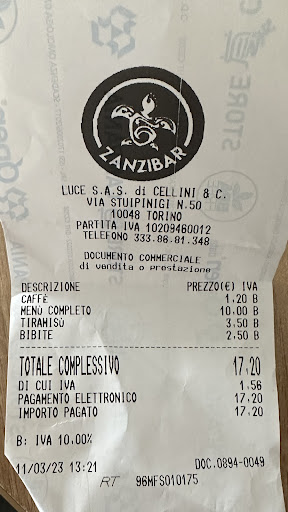 ZANZIBAR
LUCE S.A.S. di CELLINI & C.
VIA STUIPINIGI N.50
10048 TORINO
PARTITA IVA 10209460012
TELEFONO 333.86.81.348
DOCUMENTO COMMERCIALE
di vendita o prestazione
DESCRIZIONE PREZZO(€) IVA
CAFFÈ 1,20 B
MENÙ COMPLETO 10,00 B
TIRAMISÙ 3,50 B
BIBITE 2,50 B
TOTALE COMPLESSIVO 17,20
DI CUI IVA 1,56
PAGAMENTO ELETTRONICO 17,20
IMPORTO PAGATO 17,20
B: IVA 10,00%
11/03/23 13:21 DOC.0894-0049
RT 96MFS010175
STORE